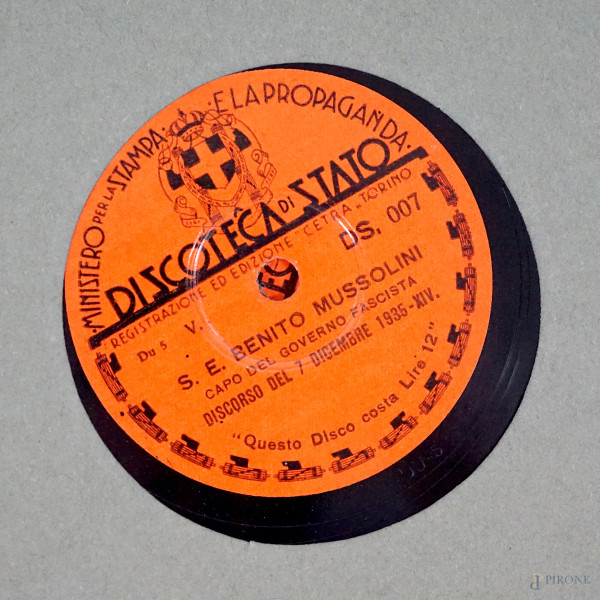 MINISTERO PER LA STAMPA E LA PROPAGANDA
DISCOTECA DI STATO
REGISTRAZIONE ED EDIZIONE "CETRA" - TORINO
DS. 007
Du 5
V.
S. E. BENITO MUSSOLINI
CAPO DEL GOVERNO FASCISTA
DISCORSO DEL 7 DICEMBRE 1935-XIV.
"Questo Disco costa Lire 12"
PIRONE